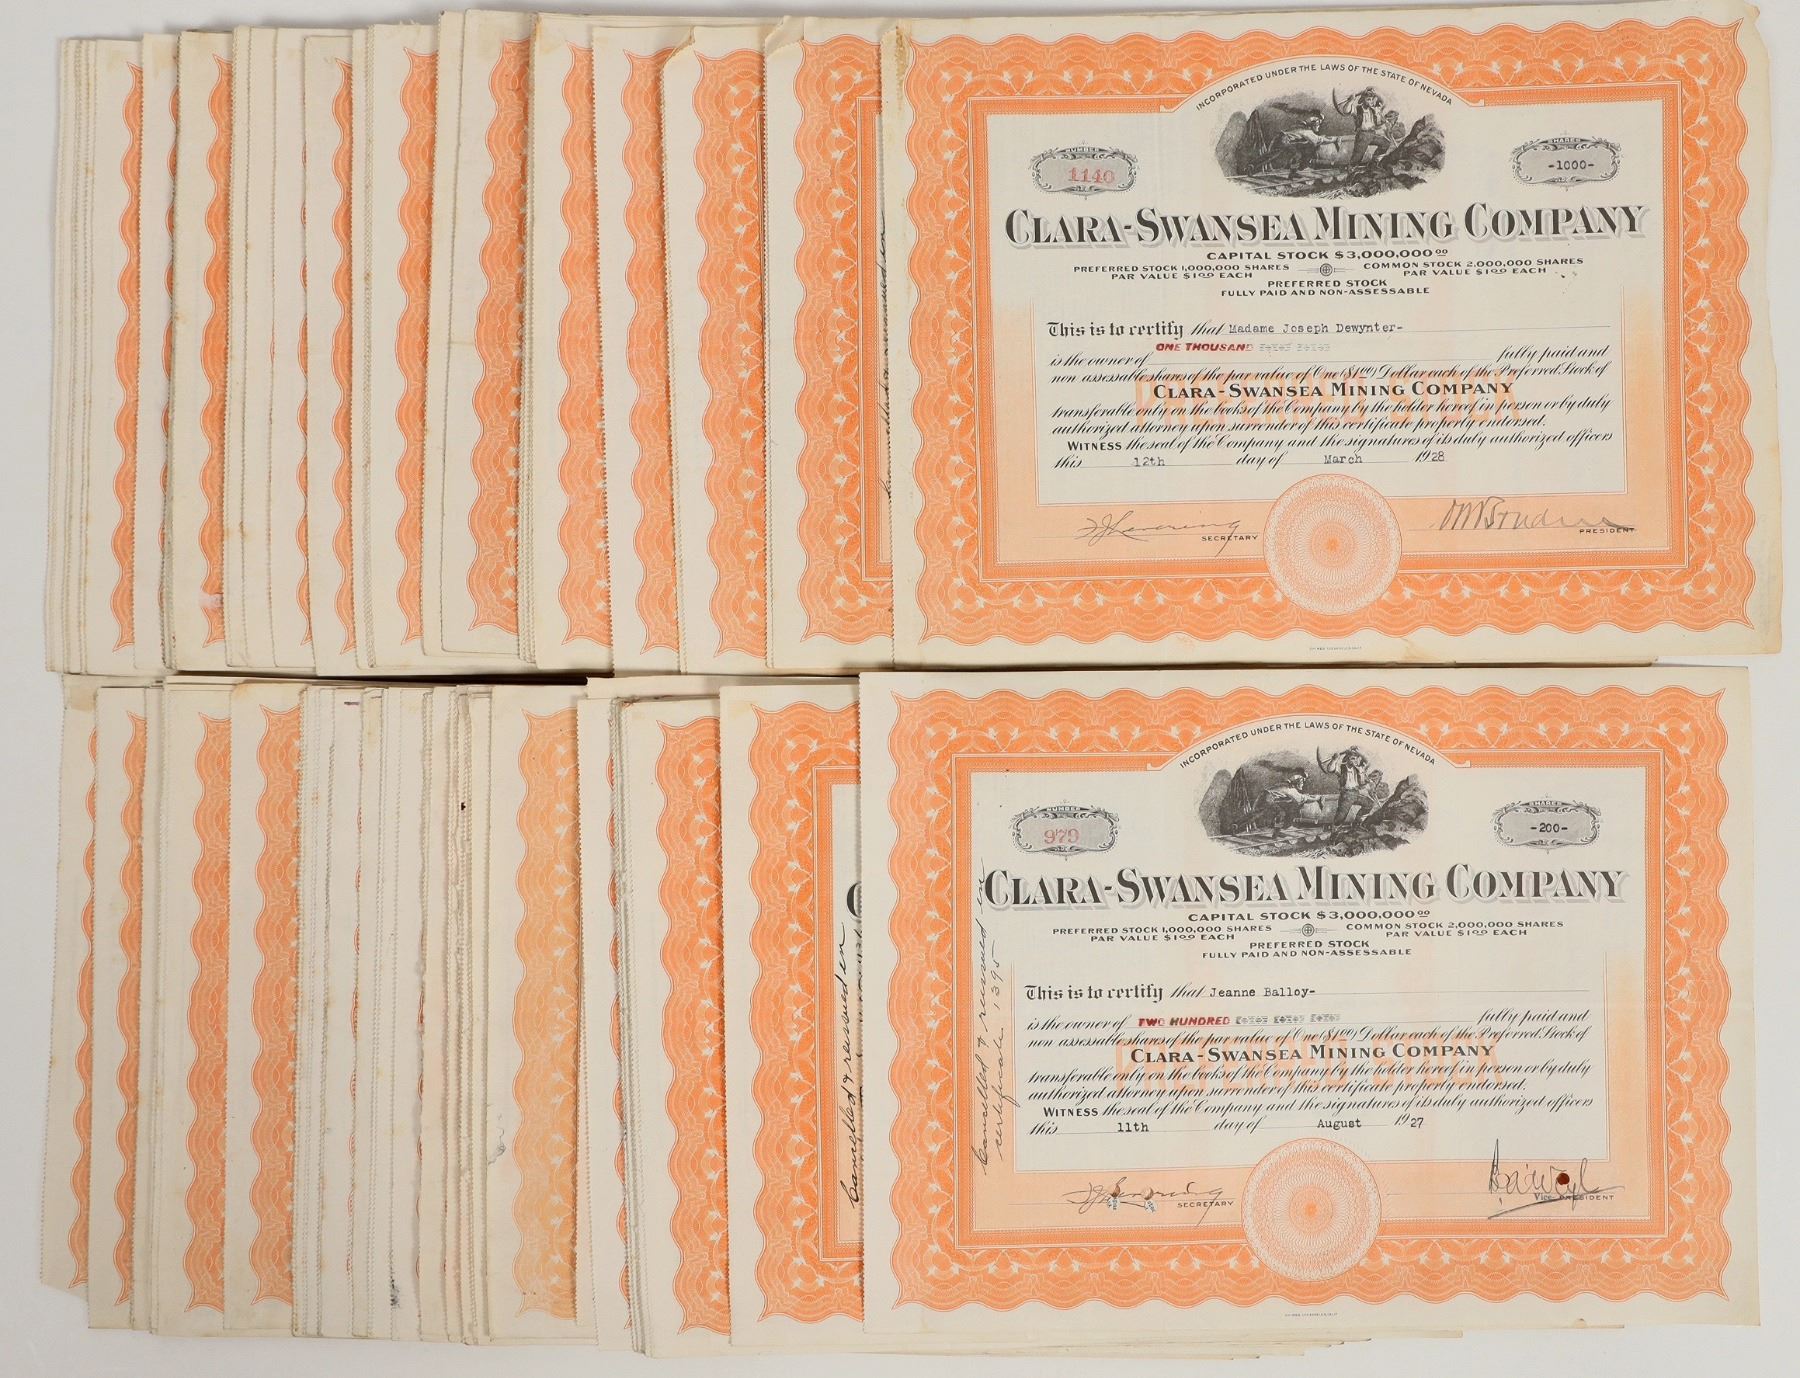 INCORPORATED UNDER THE LAWS OF THE STATE OF NEVADA
NUMBER
1140
SHARES
-1000-
CLARA-SWANSEA MINING COMPANY
CAPITAL STOCK $3,000,000.00
PREFERRED STOCK 1,000,000 SHARES
PAR VALUE $1.00 EACH
COMMON STOCK 2,000,000 SHARES
PAR VALUE $1.00 EACH
PREFERRED STOCK
FULLY PAID AND NON-ASSESSABLE
This is to certify that Madame Joseph Dewynter-
ONE THOUSAND
is the owner of fully paid and
non assessable shares of the par value of One ($1.00) Dollar each of the Preferred Stock of
CLARA-SWANSEA MINING COMPANY
transferable only on the books of the Company by the holder hereof in person or by duly
authorized attorney upon surrender of this certificate properly endorsed.
WITNESS the seal of the Company and the signatures of its duly authorized officers
this 12th day of March 1928
SECRETARY
PRESIDENT
Cancelled & reissued in
INCORPORATED UNDER THE LAWS OF THE STATE OF NEVADA
NUMBER
979
SHARES
-200-
CLARA-SWANSEA MINING COMPANY
CAPITAL STOCK $3,000,000.00
PREFERRED STOCK 1,000,000 SHARES
PAR VALUE $1.00 EACH
COMMON STOCK 2,000,000 SHARES
PAR VALUE $1.00 EACH
PREFERRED STOCK
FULLY PAID AND NON-ASSESSABLE
This is to certify that Jeanne Balloy-
is the owner of TWO HUNDRED fully paid and
non assessable shares of the par value of One ($1.00) Dollar each of the Preferred Stock of
CLARA-SWANSEA MINING COMPANY
transferable only on the books of the Company by the holder hereof in person or by duly
authorized attorney upon surrender of this certificate properly endorsed.
WITNESS the seal of the Company and the signatures of its duly authorized officers
this 11th day of August 1927
SECRETARY
Vice PRESIDENT
Cancelled & reissued in
certificate 1395